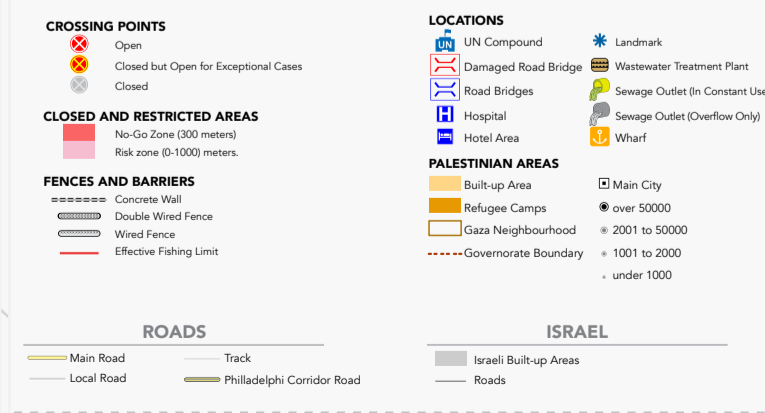 CROSSING POINTS
Open
Closed but Open for Exceptional Cases
Closed
CLOSED AND RESTRICTED AREAS
No-Go Zone (300 meters)
Risk zone (0-1000) meters.
FENCES AND BARRIERS
Concrete Wall
Double Wired Fence
Wired Fence
Effective Fishing Limit
LOCATIONS
UN
UN Compound
Damaged Road Bridge
Road Bridges
H
Hospital
Hotel Area
Landmark
Wastewater Treatment Plant
Sewage Outlet (In Constant Use
Sewage Outlet (Overflow Only)
Wharf
PALESTINIAN AREAS
Built-up Area
Refugee Camps
Gaza Neighbourhood
Governorate Boundary
Main City
over 50000
2001 to 50000
1001 to 2000
under 1000
ROADS
Main Road
Local Road
Track
Philladelphi Corridor Road
ISRAEL
Israeli Built-up Areas
Roads